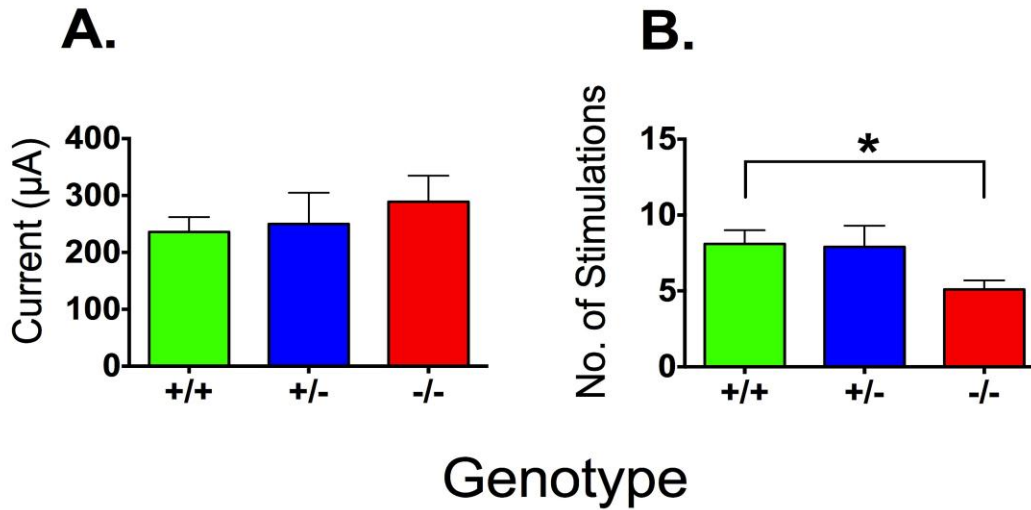 A.
Current (µA)
400
300
200
100
0
+/+ +/- -/-
B.
No. of Stimulations
15
10
5
0
*
+/+ +/- -/-
Genotype